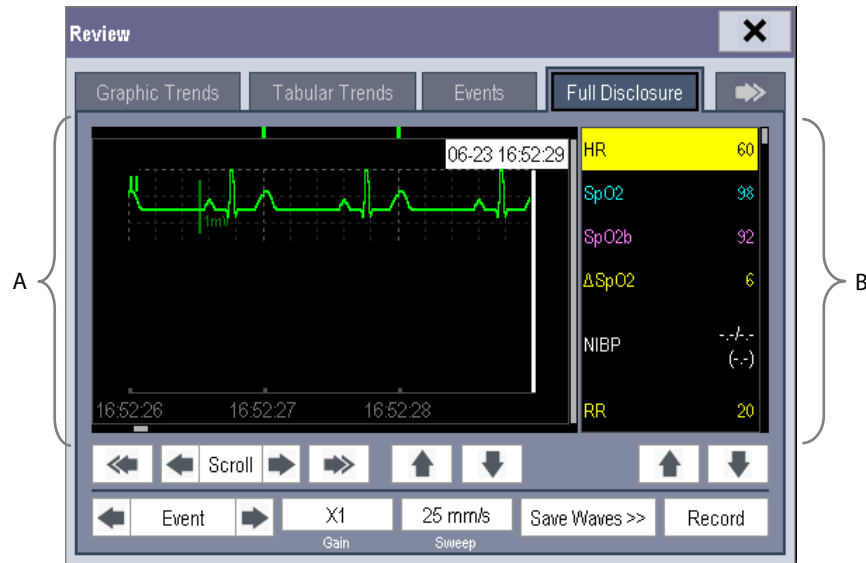 Review
Graphic Trends Tabular Trends Events Full Disclosure
06-23 16:52:29
II
1mV
16:52:26 16:52:27 16:52:28
HR 60
SpO2 98
SpO2b 92
ΔSpO2 6
NIBP -.-/-.-
(-.-)
RR 20
A
B
Scroll
Event X1 25 mm/s Save Waves >> Record
Gain Sweep